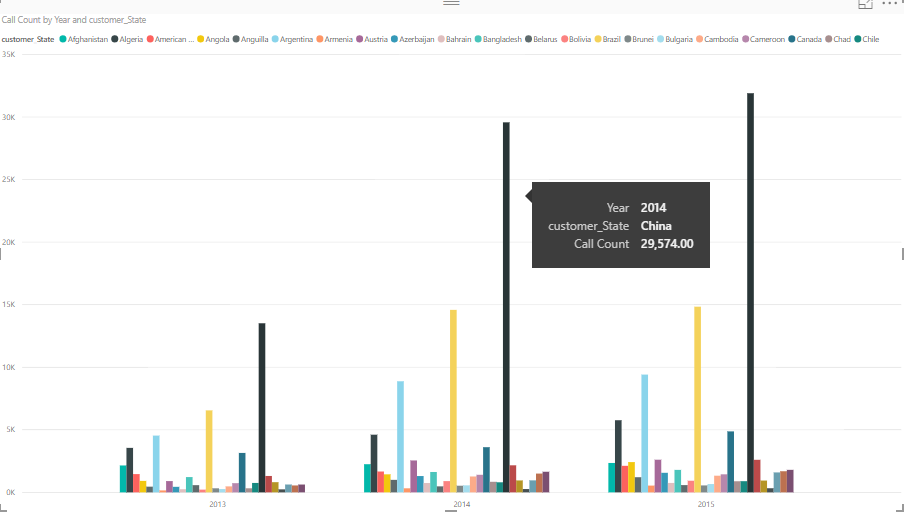 Call Count by Year and customer_State
customer_State Afghanistan Algeria American ... Angola Anguilla Argentina Armenia Austria Azerbaijan Bahrain Bangladesh Belarus Bolivia Brazil Brunei Bulgaria Cambodia Cameroon Canada Chad Chile
35K
30K
25K
Year 2014
customer_State China
Call Count 29,574.00
20K
15K
10K
5K
0K
2013 2014 2015